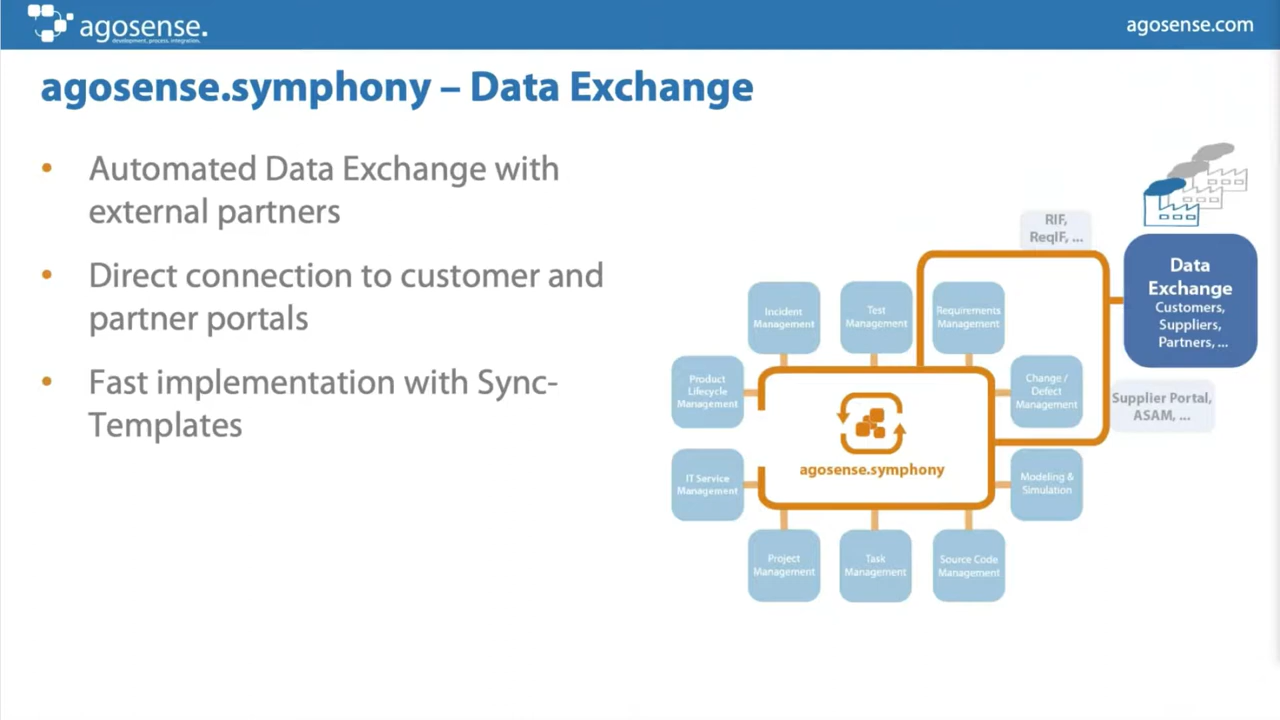 agosense.
development, process, integration.
agosense.com
agosense.symphony – Data Exchange
• Automated Data Exchange with
external partners
• Direct connection to customer and
partner portals
• Fast implementation with Sync-
Templates
RIF,
ReqIF, ...
Data
Exchange
Customers,
Suppliers,
Partners, ...
Incident
Management
Test
Management
Requirements
Management
Product
Lifecycle
Management
Change /
Defect
Management
Supplier Portal,
ASAM, ...
agosense.symphony
IT Service
Management
Modeling &
Simulation
Project
Management
Task
Management
Source Code
Management